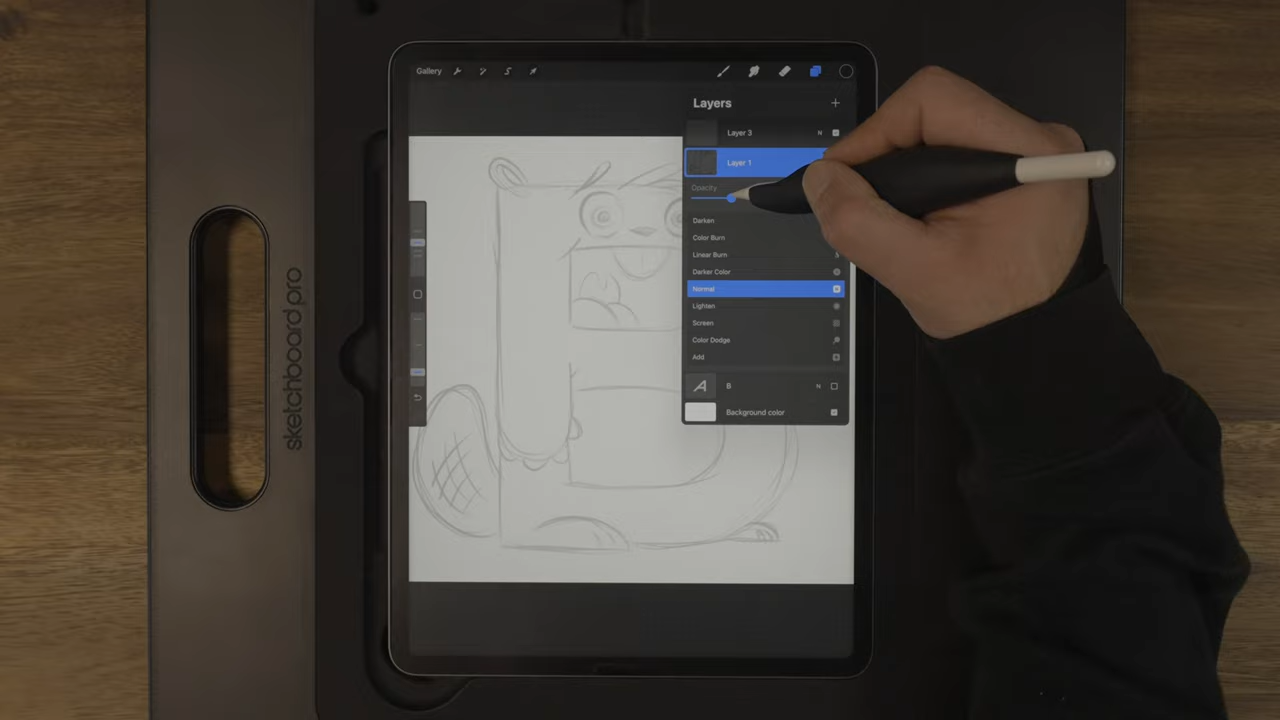 Gallery
Layers
Layer 3 N
Layer 1
Opacity
Darken
Color Burn
Linear Burn
Darker Color
Normal
Lighten
Screen
Color Dodge
Add
A B N
Background color
sketchboard pro